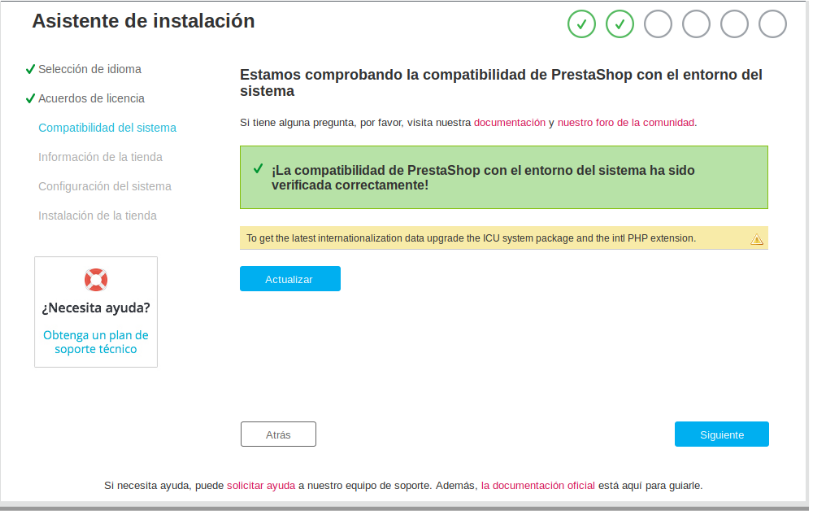 Asistente de instalación
Selección de idioma
Acuerdos de licencia
Compatibilidad del sistema
Información de la tienda
Configuración del sistema
Instalación de la tienda
¿Necesita ayuda?
Obtenga un plan de
soporte técnico
Estamos comprobando la compatibilidad de PrestaShop con el entorno del
sistema
Si tiene alguna pregunta, por favor, visita nuestra documentación y nuestro foro de la comunidad.
¡La compatibilidad de PrestaShop con el entorno del sistema ha sido
verificada correctamente!
To get the latest internationalization data upgrade the ICU system package and the intl PHP extension.
Actualizar
Atrás
Siguiente
Si necesita ayuda, puede solicitar ayuda a nuestro equipo de soporte. Además, la documentación oficial está aquí para guiarle.